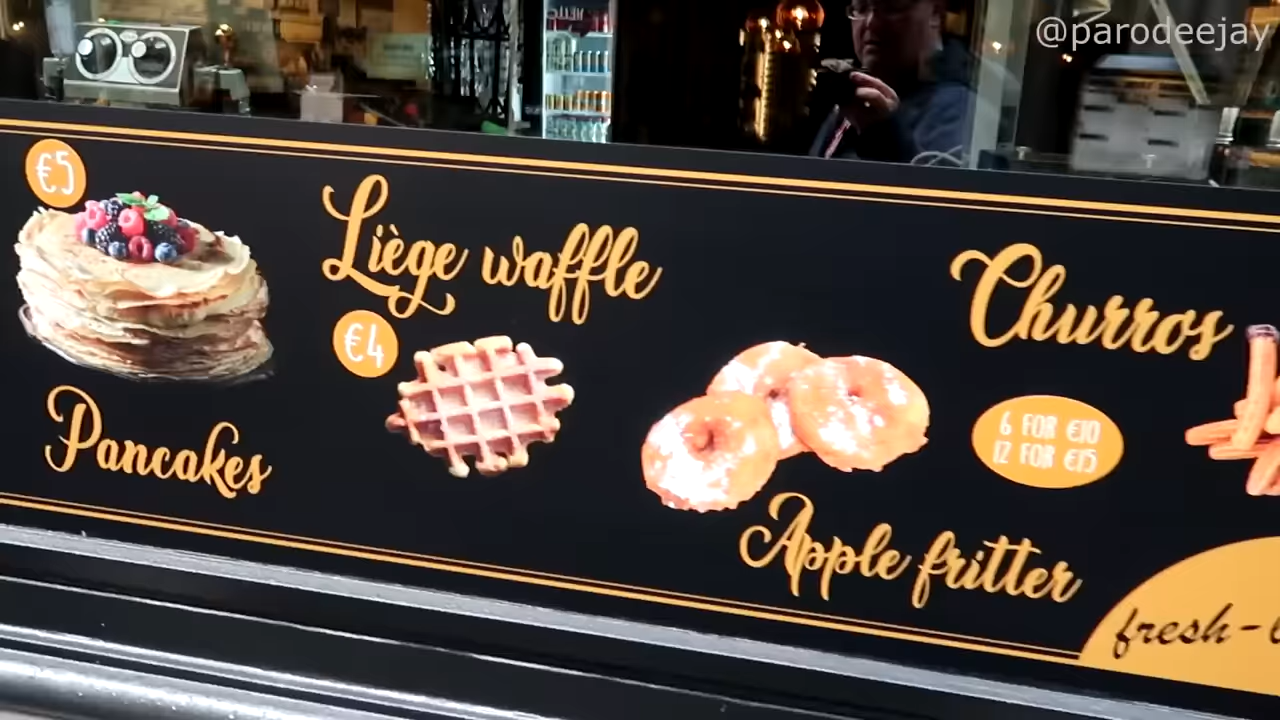 @parodeejay
€5
Pancakes
Liège waffle
€4
Apple fritter
Churros
6 FOR €10
12 FOR €15
fresh-